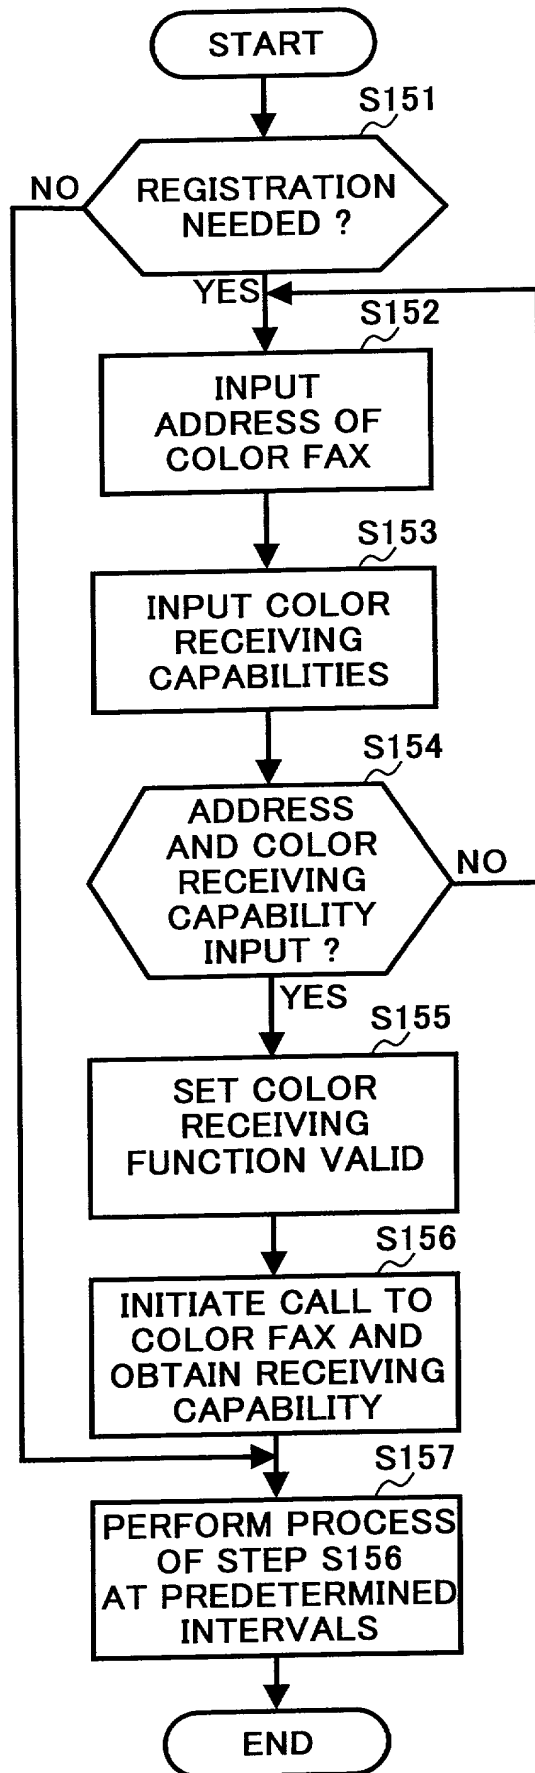 START
S151
NO
REGISTRATION
NEEDED ?
YES
S152
INPUT
ADDRESS OF
COLOR FAX
S153
INPUT COLOR
RECEIVING
CAPABILITIES
S154
ADDRESS
AND COLOR
RECEIVING
CAPABILITY
INPUT ?
NO
YES
S155
SET COLOR
RECEIVING
FUNCTION VALID
S156
INITIATE CALL TO
COLOR FAX AND
OBTAIN RECEIVING
CAPABILITY
S157
PERFORM PROCESS
OF STEP S156
AT PREDETERMINED
INTERVALS
END